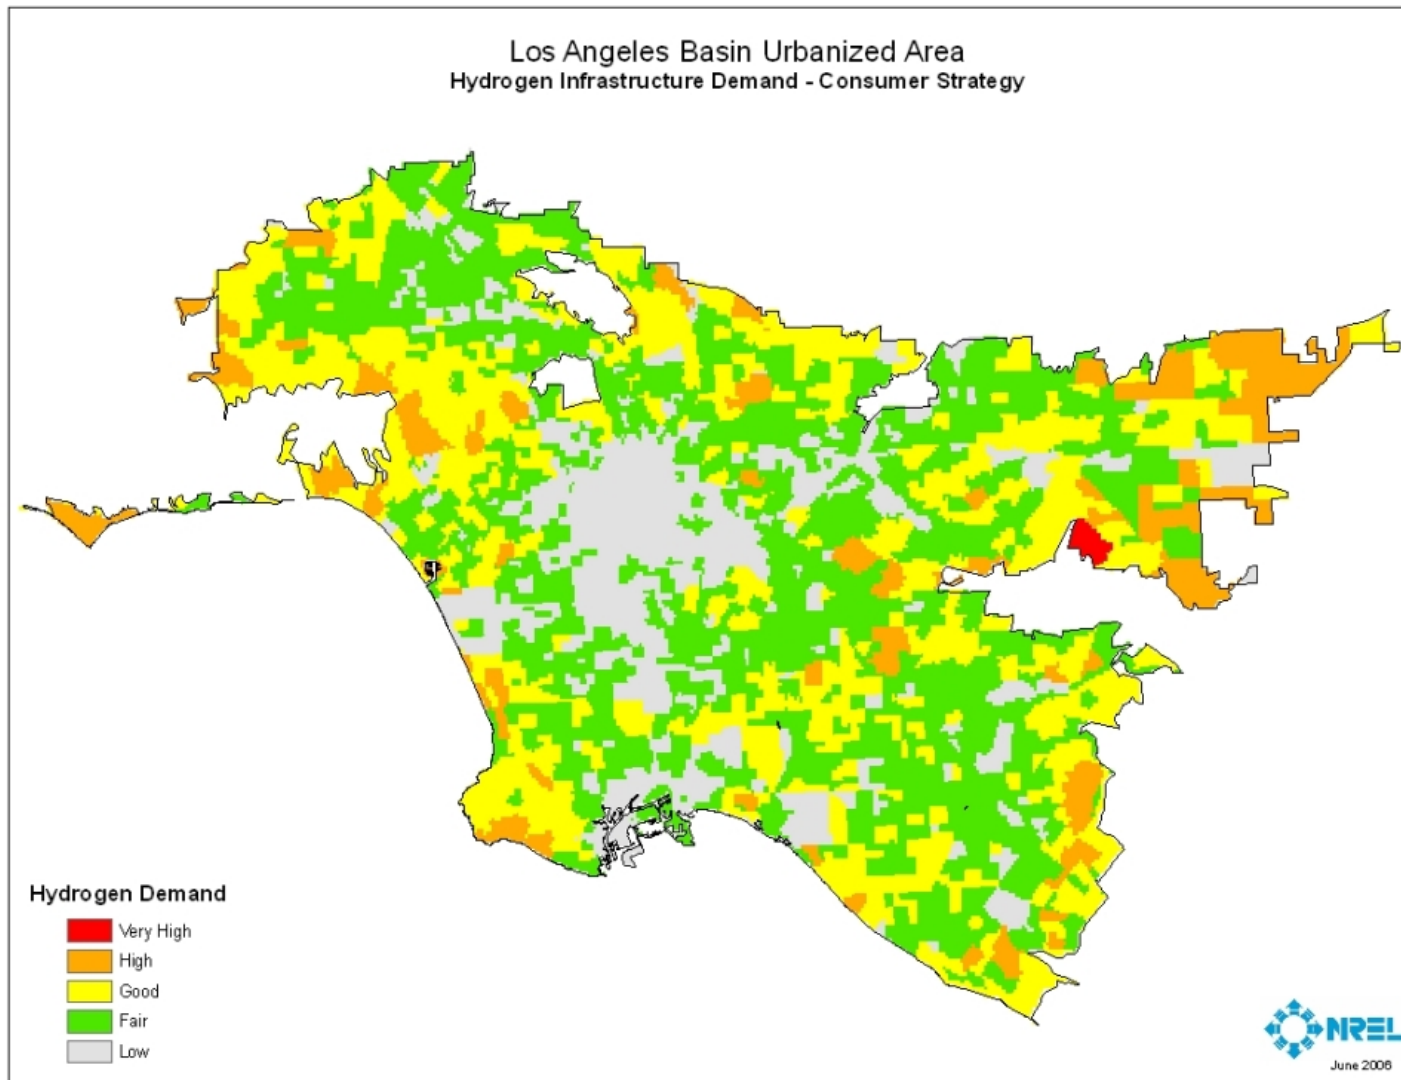 Los Angeles Basin Urbanized Area
Hydrogen Infrastructure Demand - Consumer Strategy
Hydrogen Demand
Very High
High
Good
Fair
Low
NREL
June 2006